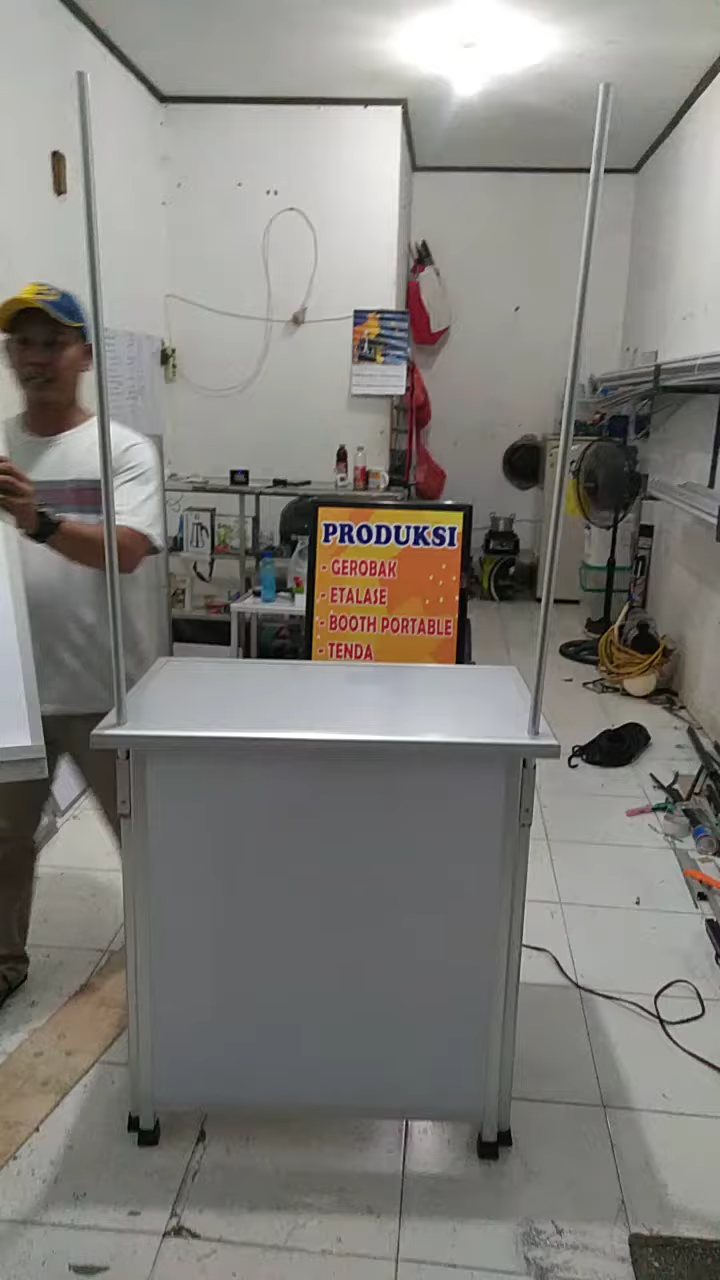 PRODUKSI
- GEROBAK
- ETALASE
- BOOTH PORTABLE
- TENDA